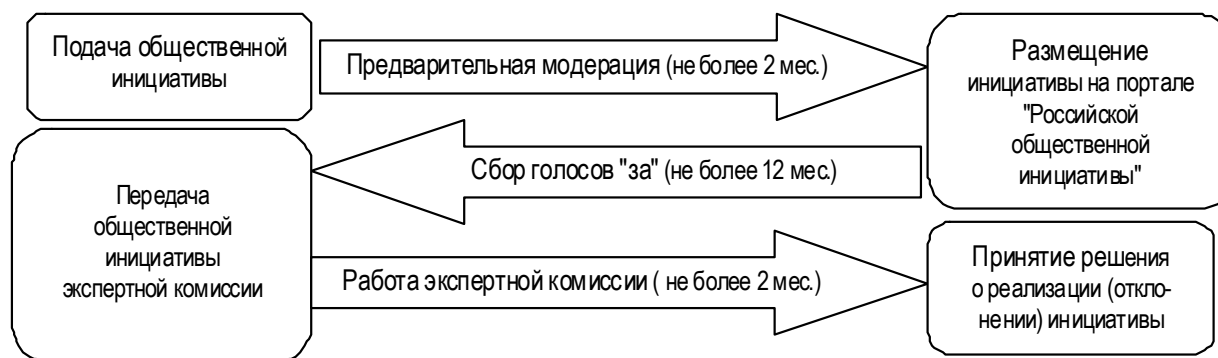 Подача общественной
инициативы
Предварительная модерация (не более 2 мес.)
Размещение
инициативы на портале
"Российской
общественной
инициативы"
Сбор голосов "за" (не более 12 мес.)
Передача
общественной
инициативы
экспертной комиссии
Работа экспертной комиссии ( не более 2 мес.)
Принятие решения
о реализации (откло-
нении) инициативы